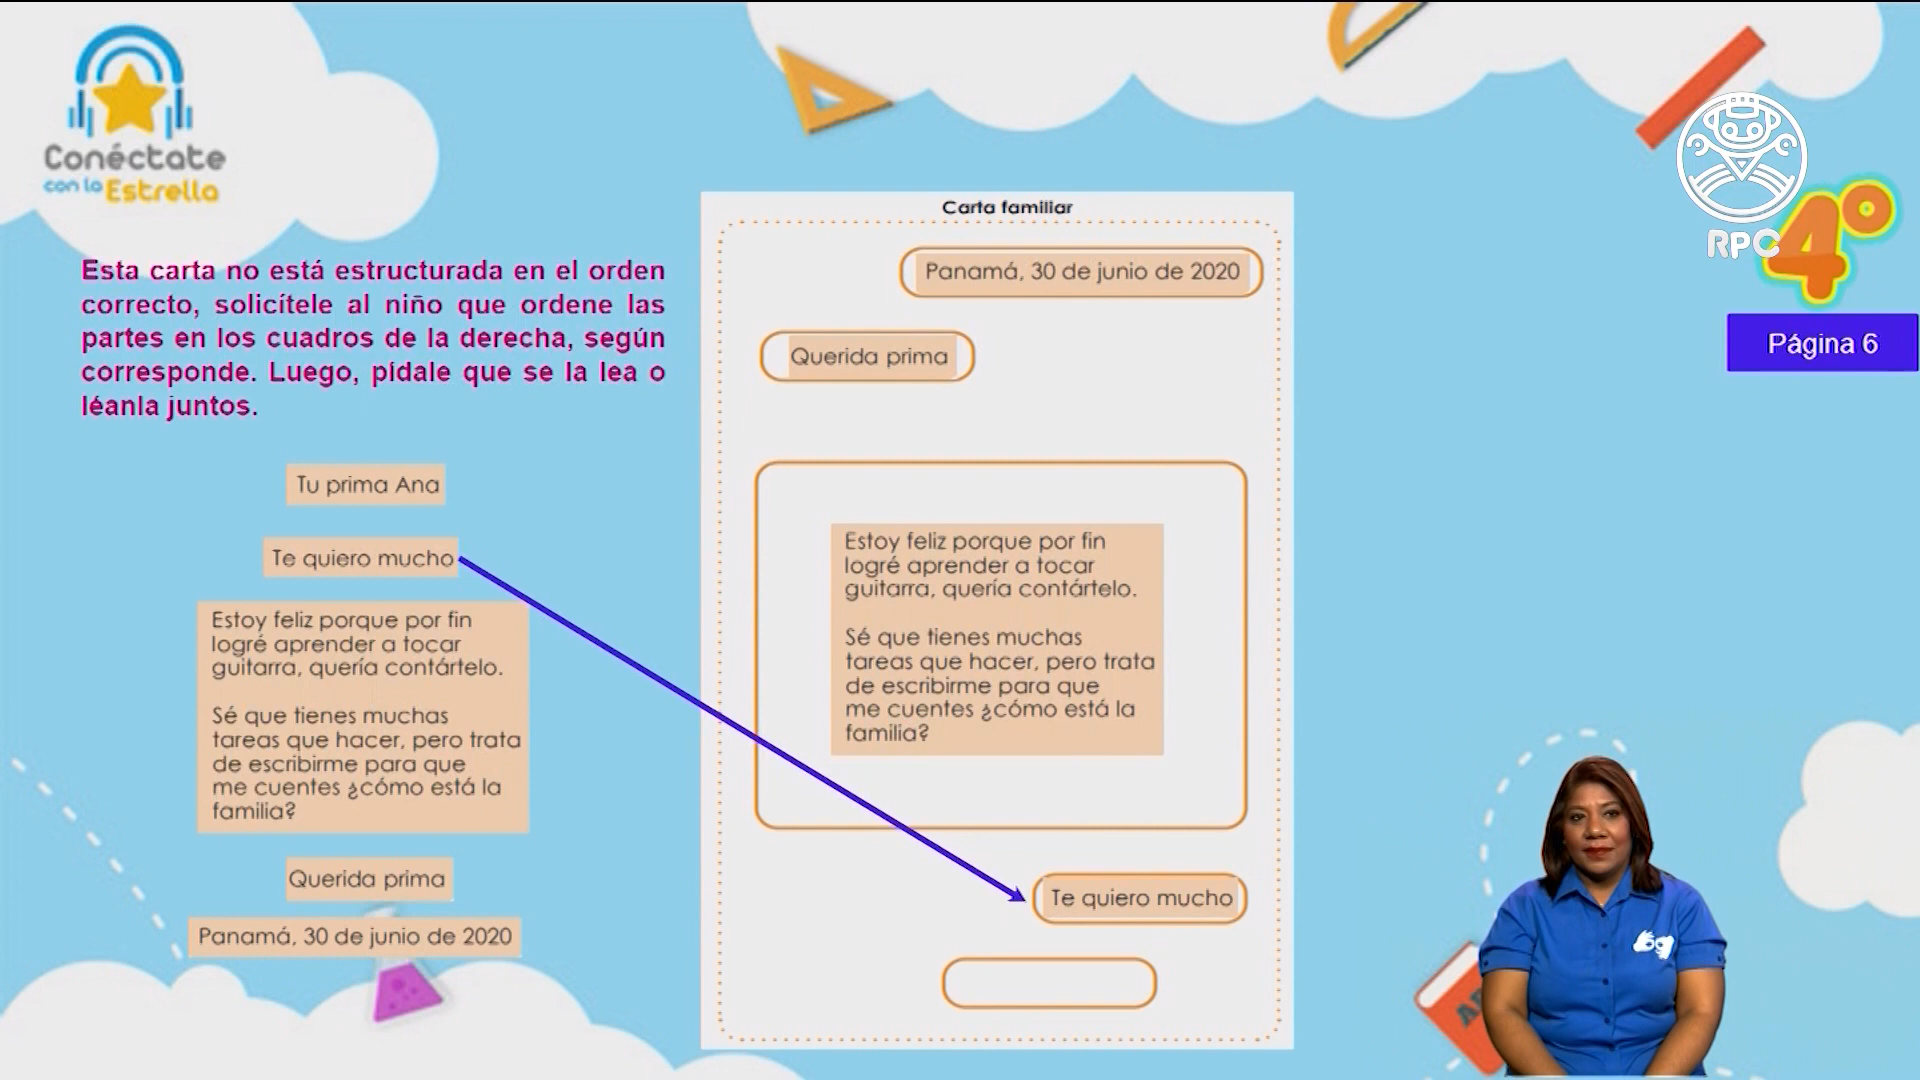 Conéctate
con la Estrella
RPC
4°
Página 6
Esta carta no está estructurada en el orden
correcto, solicítele al niño que ordene las
partes en los cuadros de la derecha, según
corresponde. Luego, pídale que se la lea o
léanla juntos.
Tu prima Ana
Te quiero mucho
Estoy feliz porque por fin
logré aprender a tocar
guitarra, quería contártelo.
Sé que tienes muchas
tareas que hacer, pero trata
de escribirme para que
me cuentes ¿cómo está la
familia?
Querida prima
Panamá, 30 de junio de 2020
Carta familiar
Panamá, 30 de junio de 2020
Querida prima
Estoy feliz porque por fin
logré aprender a tocar
guitarra, quería contártelo.
Sé que tienes muchas
tareas que hacer, pero trata
de escribirme para que
me cuentes ¿cómo está la
familia?
Te quiero mucho